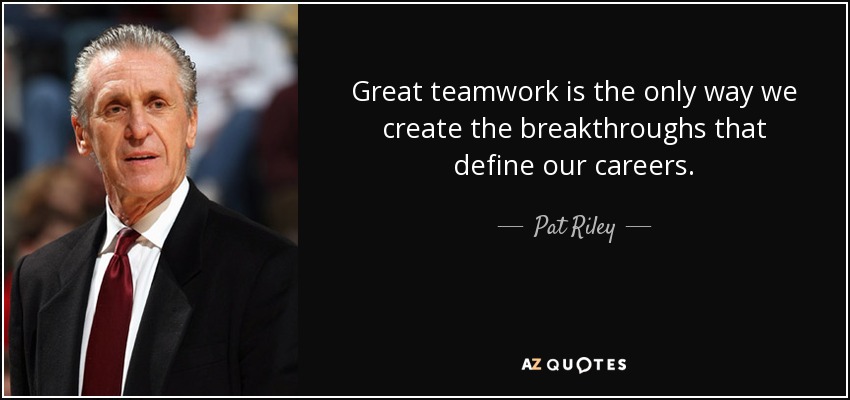 Great teamwork is the only way we
create the breakthroughs that
define our careers.
Pat Riley
AZ QUOTES